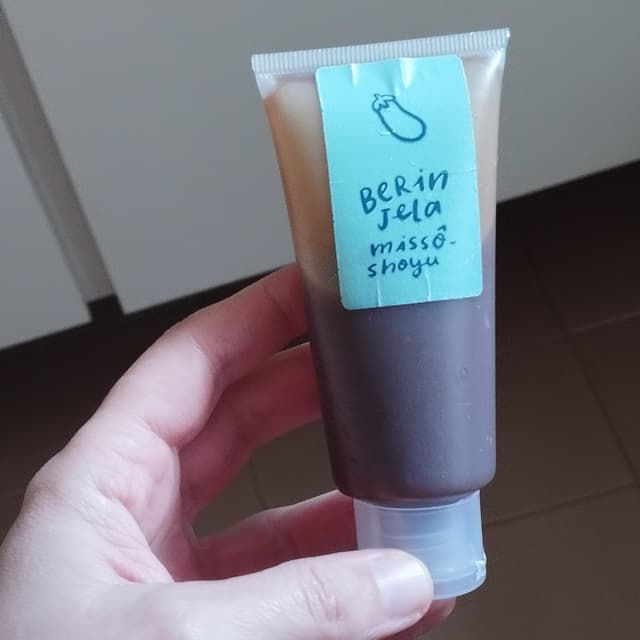 BeRin
Jela
missô-
shoyu